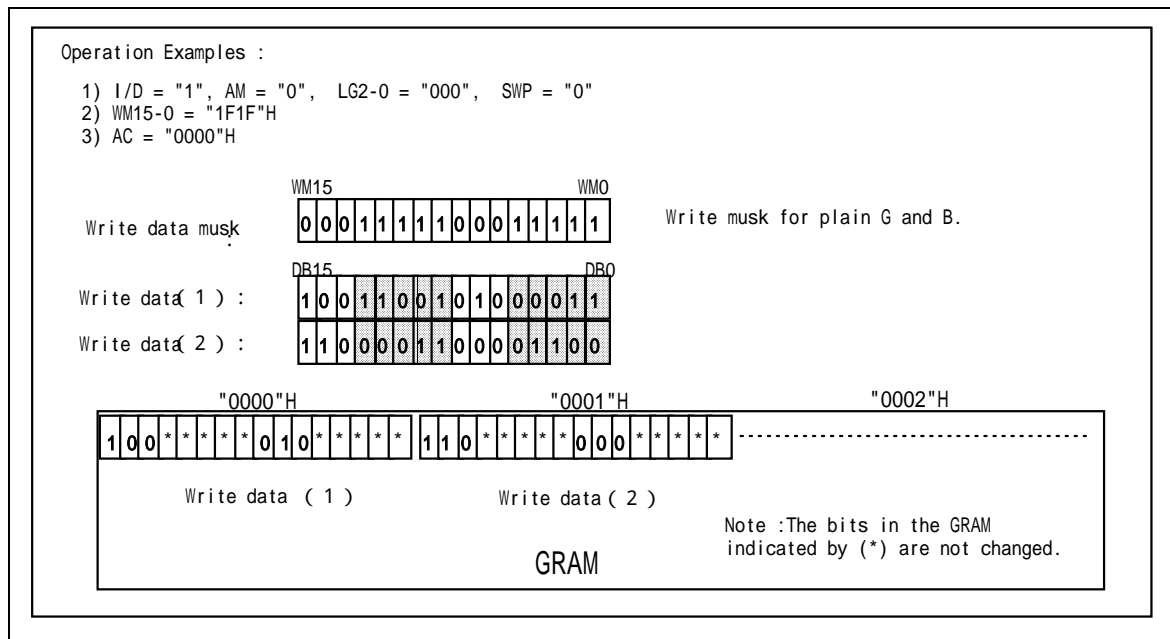 Operation Examples :
1) I/D = "1", AM = "0", LG2-0 = "000", SWP = "0"
2) WM15-0 = "1F1F"H
3) AC = "0000"H
WM15 WM0
Write data musk : 0 0 0 1 1 1 1 1 0 0 0 1 1 1 1 1 Write musk for plain G and B.
DB15 DB0
Write data( 1 ) : 1 0 0 1 1 0 0 1 0 1 0 0 0 0 1 1
Write data( 2 ) : 1 1 0 0 0 0 1 1 0 0 0 0 1 1 0 0
"0000"H "0001"H "0002"H
1 0 0 * * * * * 0 1 0 * * * * * 1 1 0 * * * * * 0 0 0 * * * * *
Write data ( 1 ) Write data ( 2 )
Note :The bits in the GRAM
indicated by (*) are not changed.
GRAM